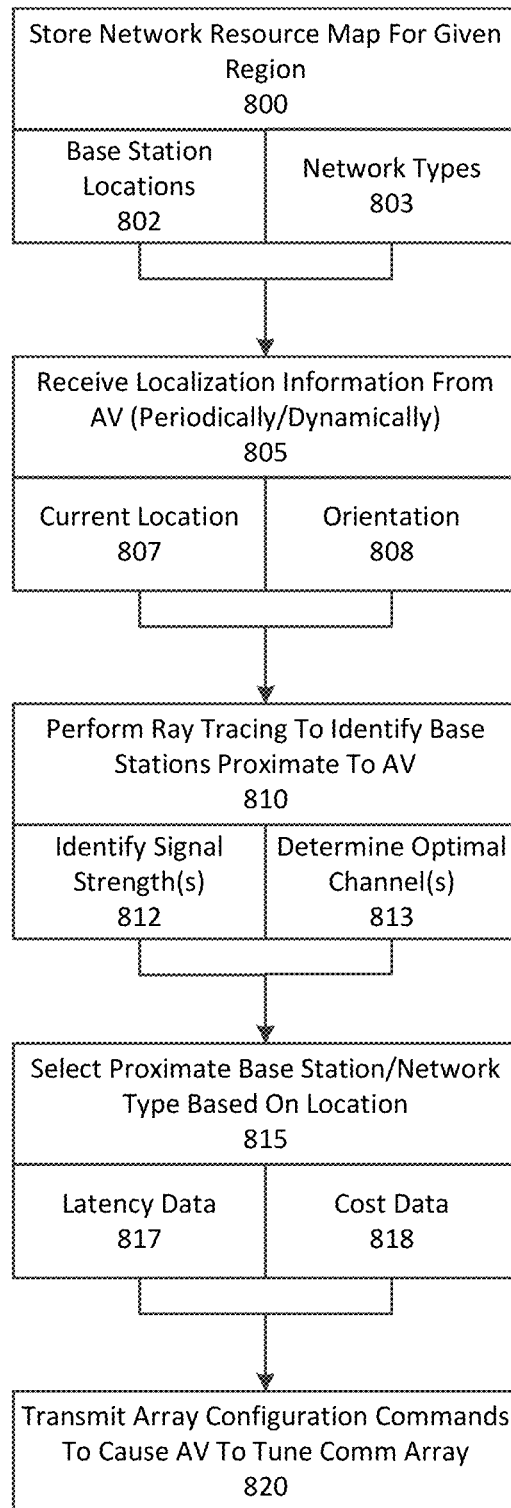 Store Network Resource Map For Given
Region
800
Base Station
Locations
802
Network Types
803
Receive Localization Information From
AV (Periodically/Dynamically)
805
Current Location
807
Orientation
808
Perform Ray Tracing To Identify Base
Stations Proximate To AV
810
Identify Signal
Strength(s)
812
Determine Optimal
Channel(s)
813
Select Proximate Base Station/Network
Type Based On Location
815
Latency Data
817
Cost Data
818
Transmit Array Configuration Commands
To Cause AV To Tune Comm Array
820